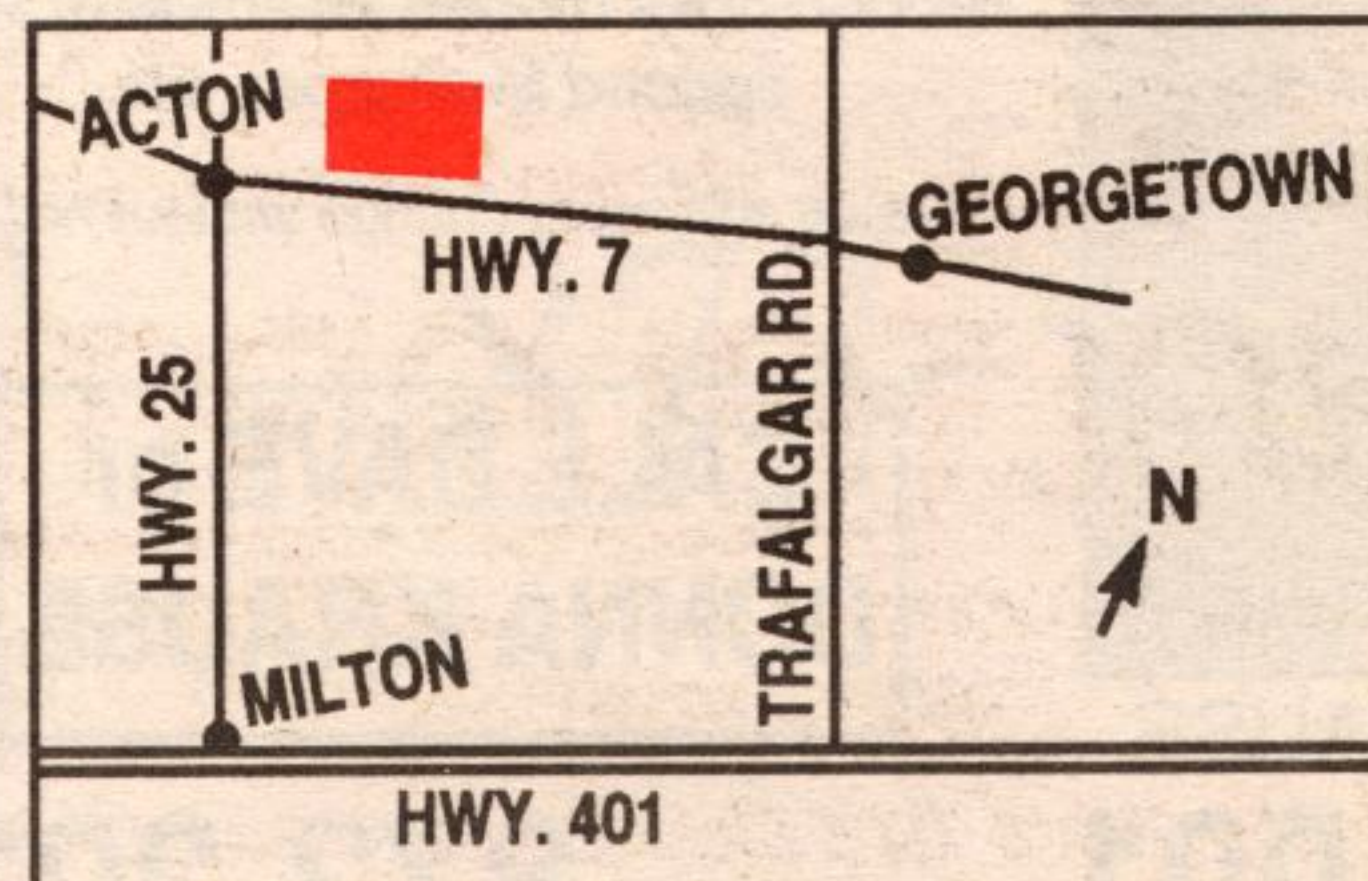 ACTON
GEORGETOWN
HWY. 7
HWY. 25
TRAFALGAR RD.
N
MILTON
HWY. 401